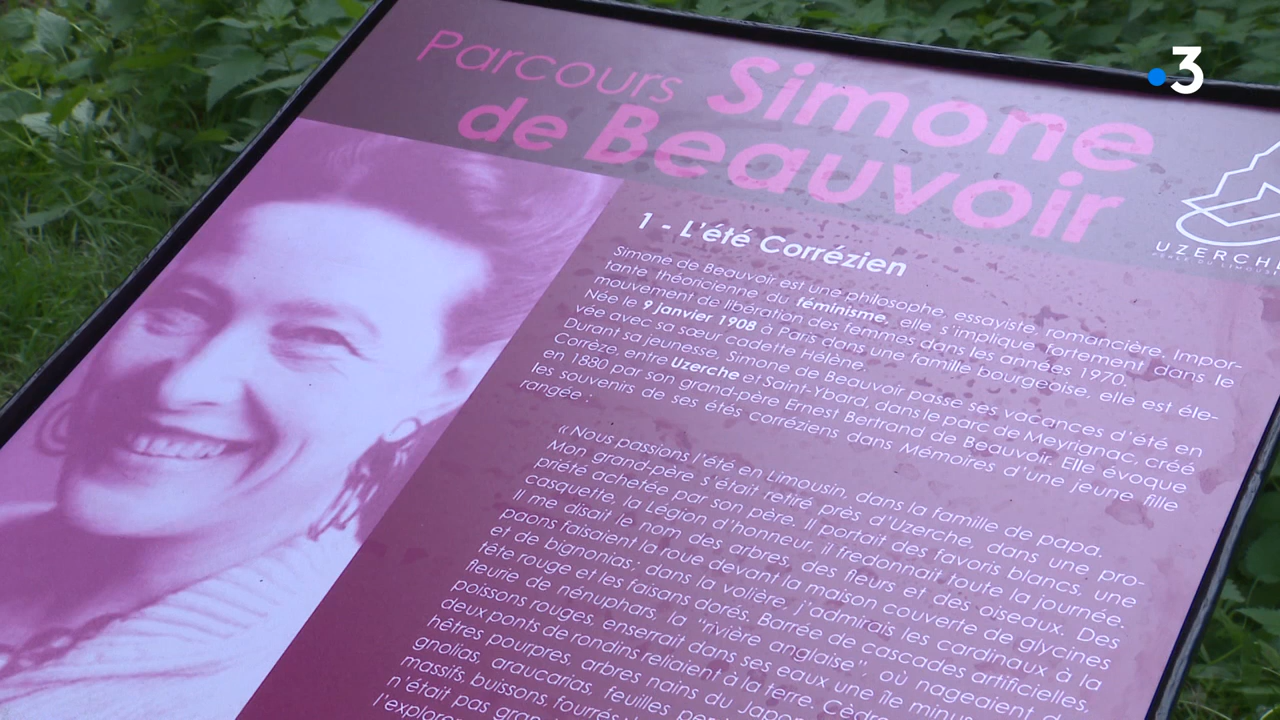 3
Parcours Simone
de Beauvoir
UZERCHE
1 - L'été Corrézien
Simone de Beauvoir est une philosophe, essayiste, romancière. Impor-
tante théoricienne du féminisme, elle s'implique fortement dans le
mouvement de libération des femmes dans les années 1970.
Née le 9 janvier 1908 à Paris dans une famille bourgeoise, elle est éle-
vée avec sa sœur cadette Hélène.
Durant sa jeunesse, Simone de Beauvoir passe ses vacances d'été en
Corrèze, entre Uzerche et Saint-Ybard, dans le parc de Meyrignac, créé
en 1880 par son grand-père Ernest Bertrand de Beauvoir. Elle évoque
les souvenirs de ses étés corréziens dans Mémoires d'une jeune fille
rangée :
« Nous passions l'été en Limousin, dans la famille de papa.
Mon grand-père s'était retiré près d'Uzerche, dans une pro-
priété achetée par son père. Il portait des favoris blancs, une
casquette, la Légion d'honneur, il fredonnait toute la journée.
Il me disait le nom des arbres, des fleurs et des oiseaux. Des
paons faisaient la roue devant la maison couverte de glycines
et de bignonias; dans la volière, j'admirais les cardinaux à la
tête rouge et les faisans dorés. Barrée de cascades artificielles,
fleurie de nénuphars, la "rivière anglaise", où nageaient d
poissons rouges, enserrait dans ses eaux une île minus
deux ponts de rondins reliaient à la terre. Cèdr
hêtres pourpres, arbres nains du Japon
gnolias, araucarias, feuilles per
massifs, buissons, fourrés
n'était pas gran
l'explorer